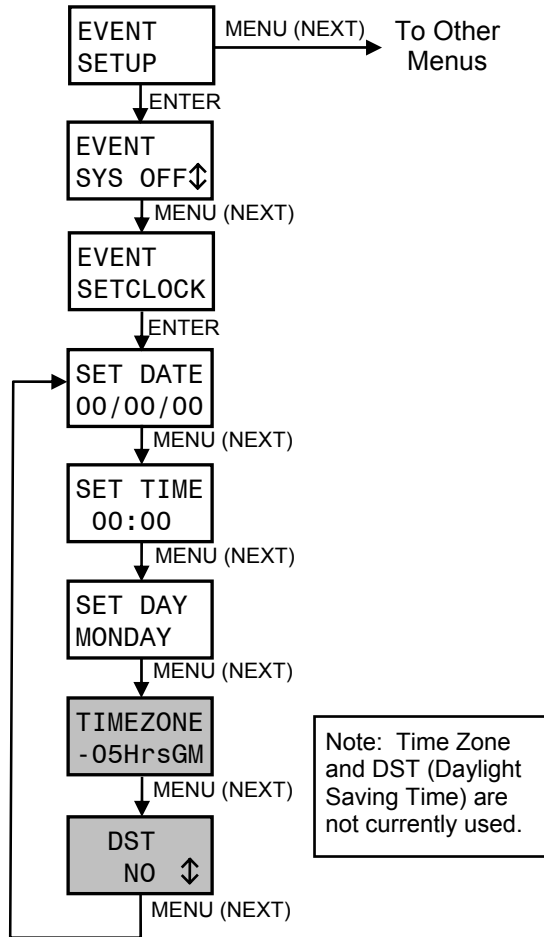 EVENT
SETUP
MENU (NEXT)
To Other
Menus
ENTER
EVENT
SYS OFF⇕
MENU (NEXT)
EVENT
SETCLOCK
ENTER
SET DATE
00/00/00
MENU (NEXT)
SET TIME
00:00
MENU (NEXT)
SET DAY
MONDAY
MENU (NEXT)
TIMEZONE
-05HrsGM
MENU (NEXT)
DST
NO ⇕
MENU (NEXT)
Note: Time Zone
and DST (Daylight
Saving Time) are
not currently used.